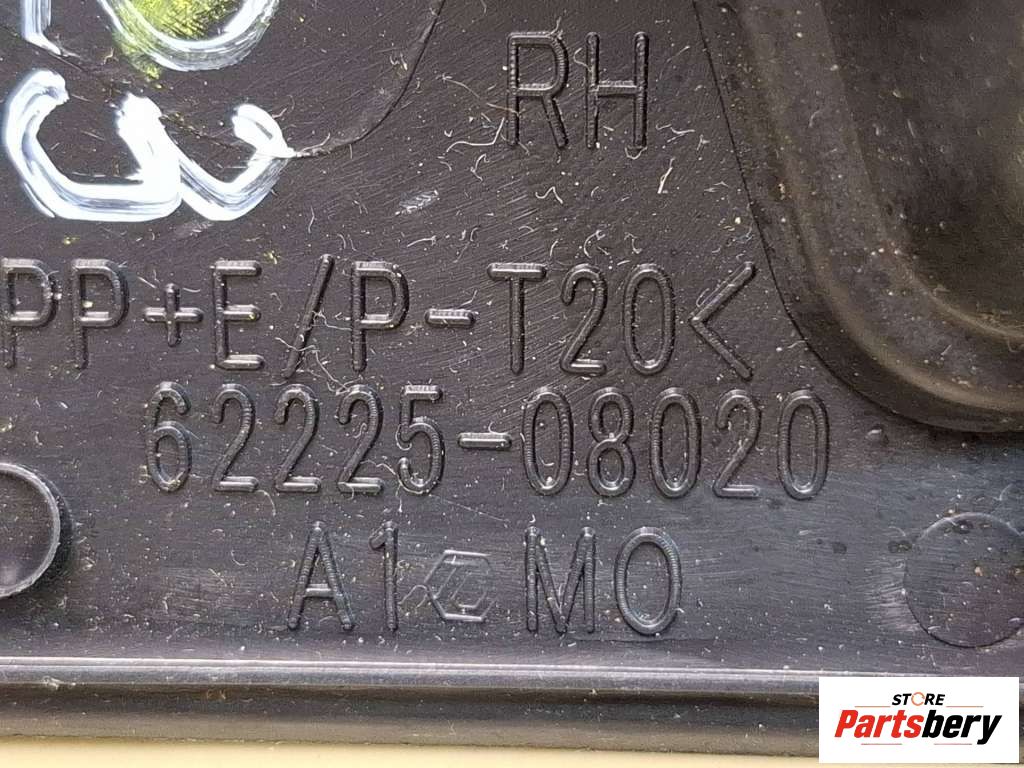 RH
PP+E/P-T20<
62225-08020
A1 MO
STORE
Partsbery